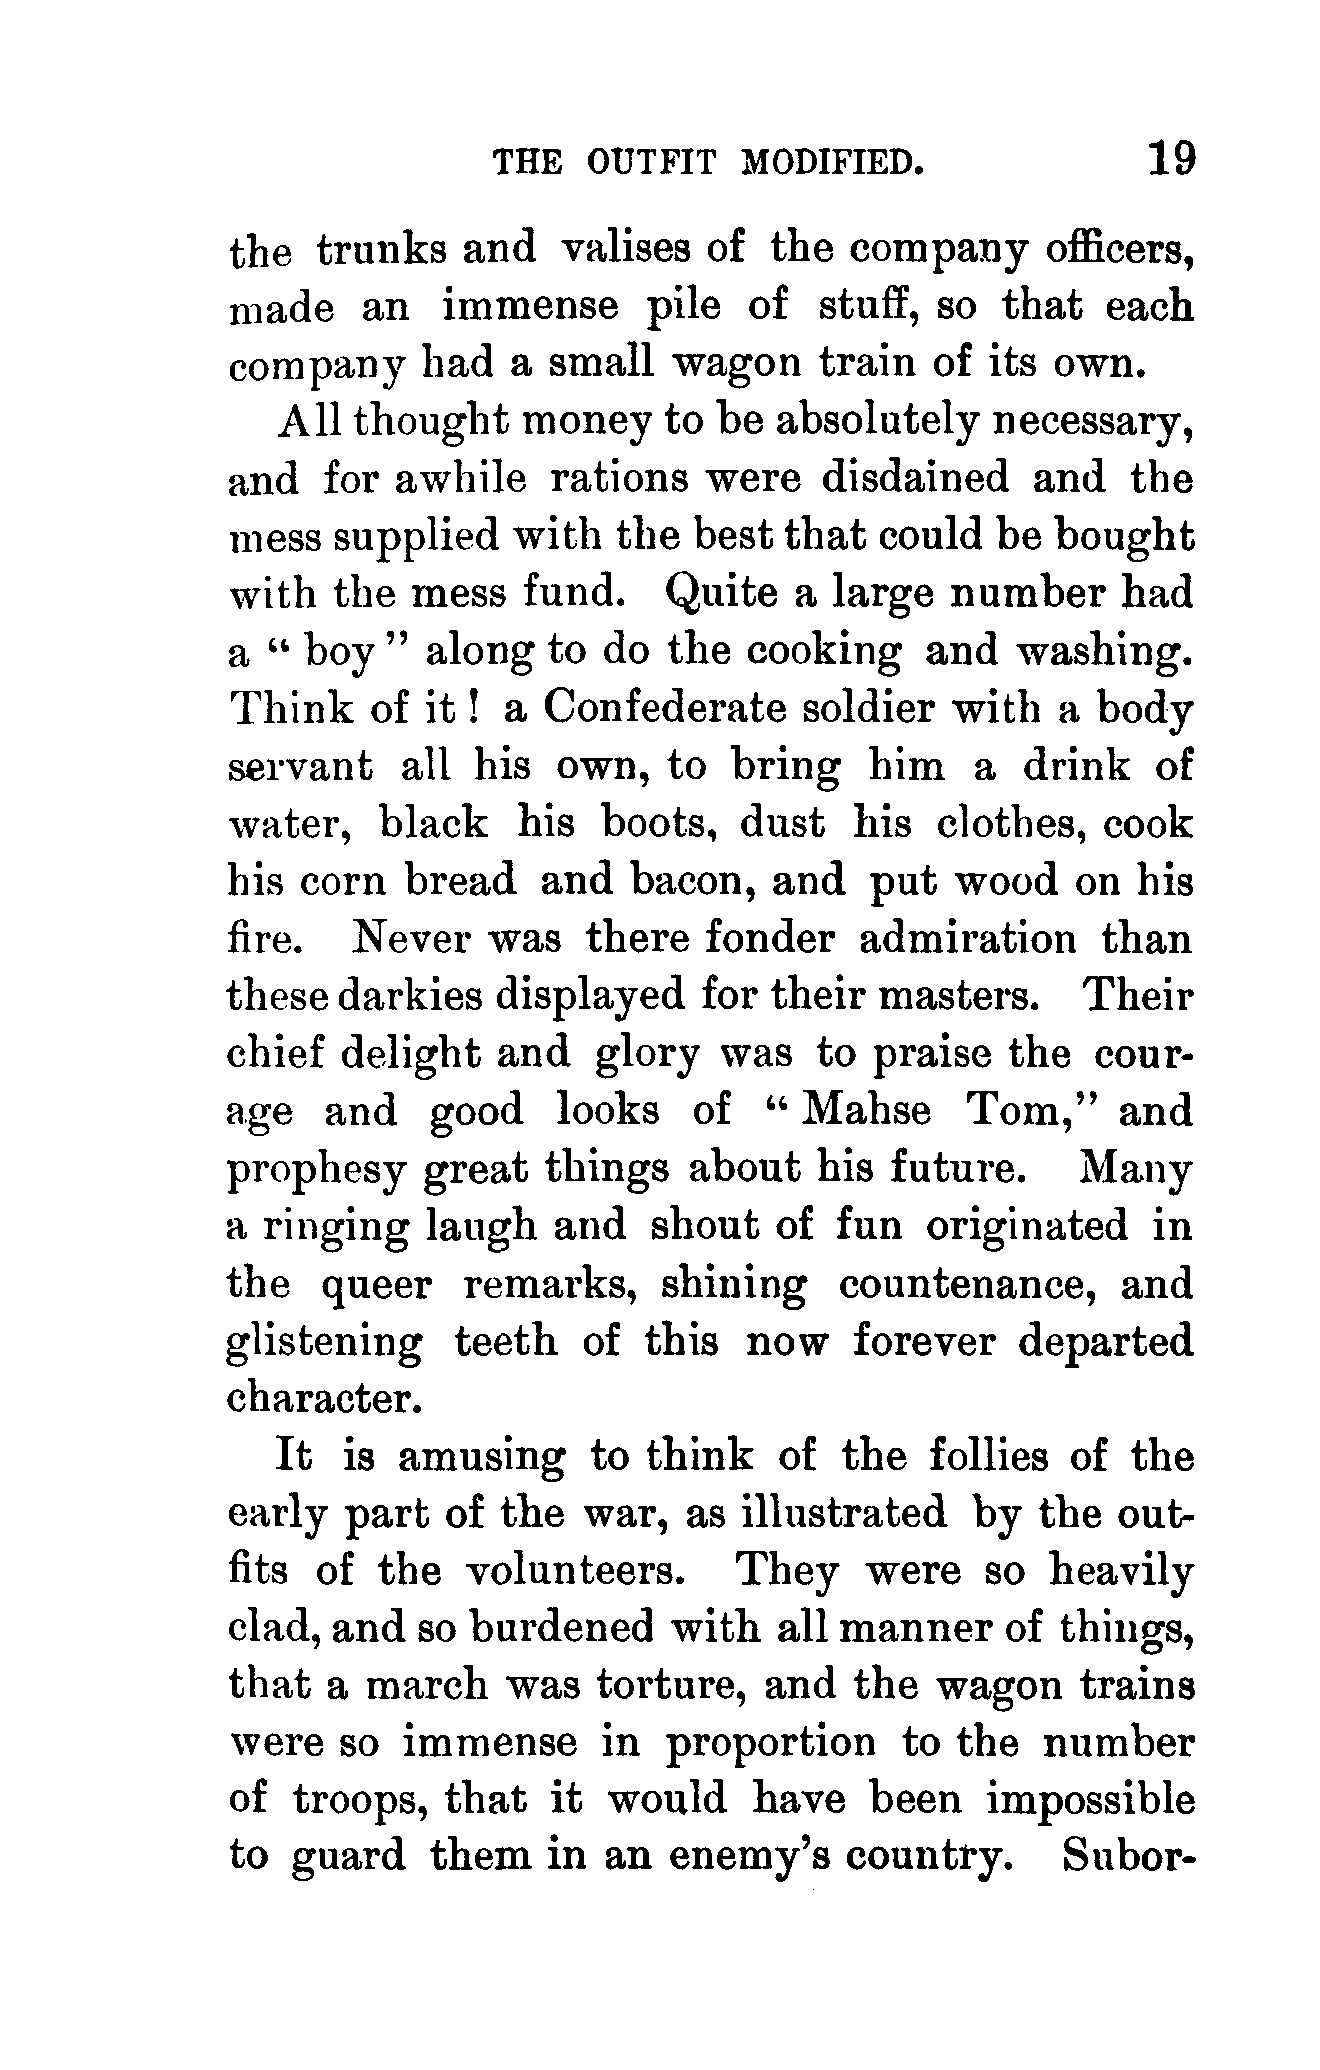 THE OUTFIT MODIFIED. 19
the trunks and valises of the company officers,
made an immense pile of stuff, so that each
company had a small wagon train of its own.
All thought money to be absolutely necessary,
and for awhile rations were disdained and the
mess supplied with the best that could be bought
with the mess fund. Quite a large number had
a “ boy ” along to do the cooking and washing.
Think of it ! a Confederate soldier with a body
servant all his own, to bring him a drink of
water, black his boots, dust his clothes, cook
his corn bread and bacon, and put wood on his
fire. Never was there fonder admiration than
these darkies displayed for their masters. Their
chief delight and glory was to praise the cour-
age and good looks of “ Mahse Tom,” and
prophesy great things about his future. Many
a ringing laugh and shout of fun originated in
the queer remarks, shining countenance, and
glistening teeth of this now forever departed
character.
It is amusing to think of the follies of the
early part of the war, as illustrated by the out-
fits of the volunteers. They were so heavily
clad, and so burdened with all manner of things,
that a march was torture, and the wagon trains
were so immense in proportion to the number
of troops, that it would have been impossible
to guard them in an enemy’s country. Subor-